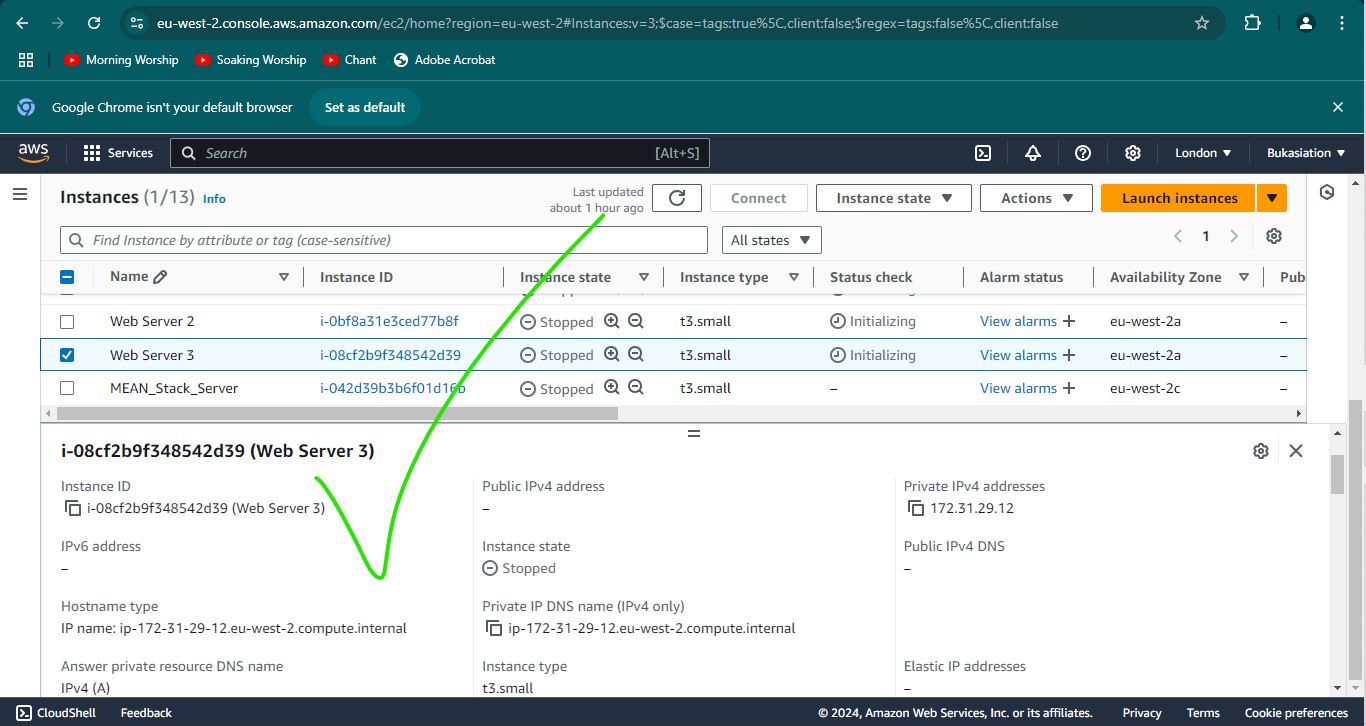 eu-west-2.console.aws.amazon.com/ec2/home?region=eu-west-2#Instances:v=3;$case=tags:true%5C,client:false;$regex=tags:false%5C,client:false
Morning Worship Soaking Worship Chant Adobe Acrobat
Google Chrome isn't your default browser Set as default
aws Services Search [Alt+S] London Bukasiation
Instances (1/13) Info Last updated about 1 hour ago Connect Instance state Actions Launch instances
Find Instance by attribute or tag (case-sensitive) All states 1
Name Instance ID Instance state Instance type Status check Alarm status Availability Zone Pub
Web Server 2 i-0bf8a31e3ced77b8f Stopped t3.small Initializing View alarms + eu-west-2a –
Web Server 3 i-08cf2b9f348542d39 Stopped t3.small Initializing View alarms + eu-west-2a –
MEAN_Stack_Server i-042d39b3b6f01d16b Stopped t3.small – View alarms + eu-west-2c –
i-08cf2b9f348542d39 (Web Server 3)
Instance ID Public IPv4 address Private IPv4 addresses
i-08cf2b9f348542d39 (Web Server 3) – 172.31.29.12
IPv6 address Instance state Public IPv4 DNS
– Stopped –
Hostname type Private IP DNS name (IPv4 only)
IP name: ip-172-31-29-12.eu-west-2.compute.internal ip-172-31-29-12.eu-west-2.compute.internal
Answer private resource DNS name Instance type Elastic IP addresses
IPv4 (A) t3.small –
CloudShell Feedback © 2024, Amazon Web Services, Inc. or its affiliates. Privacy Terms Cookie preferences